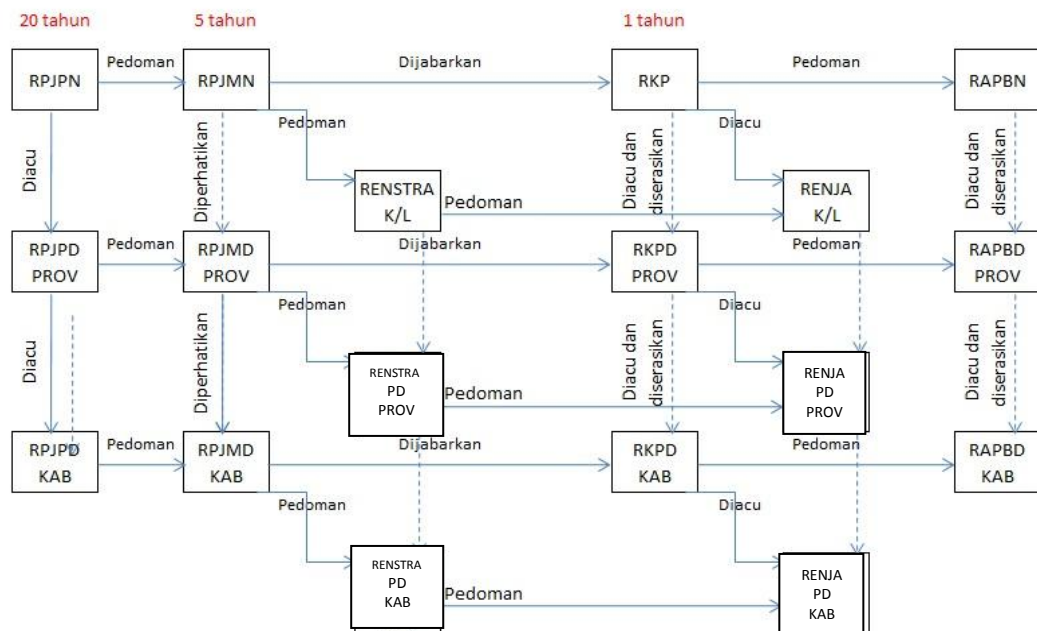 20 tahun
5 tahun
1 tahun
RPJPN
Pedoman
RPJMN
Dijabarkan
RKP
Pedoman
RAPBN
Diacu
Diperhatikan
Pedoman
Diacu dan
diserasikan
Diacu
Diacu dan
diserasikan
RENSTRA
K/L
Pedoman
RENJA
K/L
RPJPD
PROV
Pedoman
RPJMD
PROV
Dijabarkan
RKPD
PROV
Pedoman
RAPBD
PROV
Diacu
Diperhatikan
Pedoman
Diacu dan
diserasikan
Diacu
Diacu dan
diserasikan
RENSTRA
PD
PROV
Pedoman
RENJA
PD
PROV
RPJPD
KAB
Pedoman
RPJMD
KAB
Dijabarkan
RKPD
KAB
Pedoman
RAPBD
KAB
Pedoman
Diacu
RENSTRA
PD
KAB
Pedoman
RENJA
PD
KAB